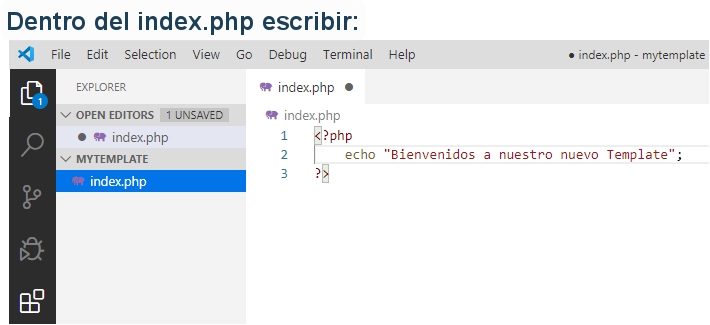 Dentro del index.php escribir:
File Edit Selection View Go Debug Terminal Help ● index.php - mytemplate
EXPLORER
OPEN EDITORS 1 UNSAVED
● index.php
MYTEMPLATE
index.php
1
index.php ●
index.php
1 <?php
2 echo "Bienvenidos a nuestro nuevo Template";
3 ?>